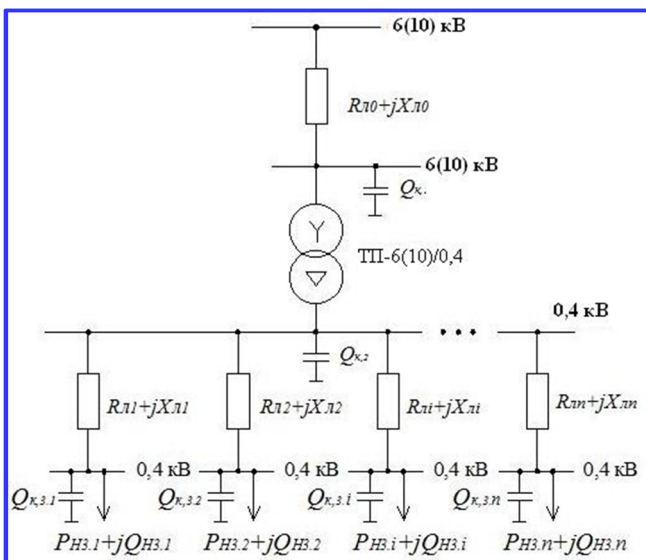 6(10) кВ
Rл0+jXл0
6(10) кВ
Qк.
Y
ТП-6(10)/0,4
0,4 кВ
Qк,2
Rл1+jXл1 Rл2+jXл2 Rлi+jXлi Rлn+jXлn
0,4 кВ 0,4 кВ 0,4 кВ 0,4 кВ
Qк,3.1 Qк,3.2 Qк,3.i Qк,3.n
PН3.1+jQН3.1 PН3.2+jQН3.2 PН3.i+jQН3.i PН3.n+jQН3.n